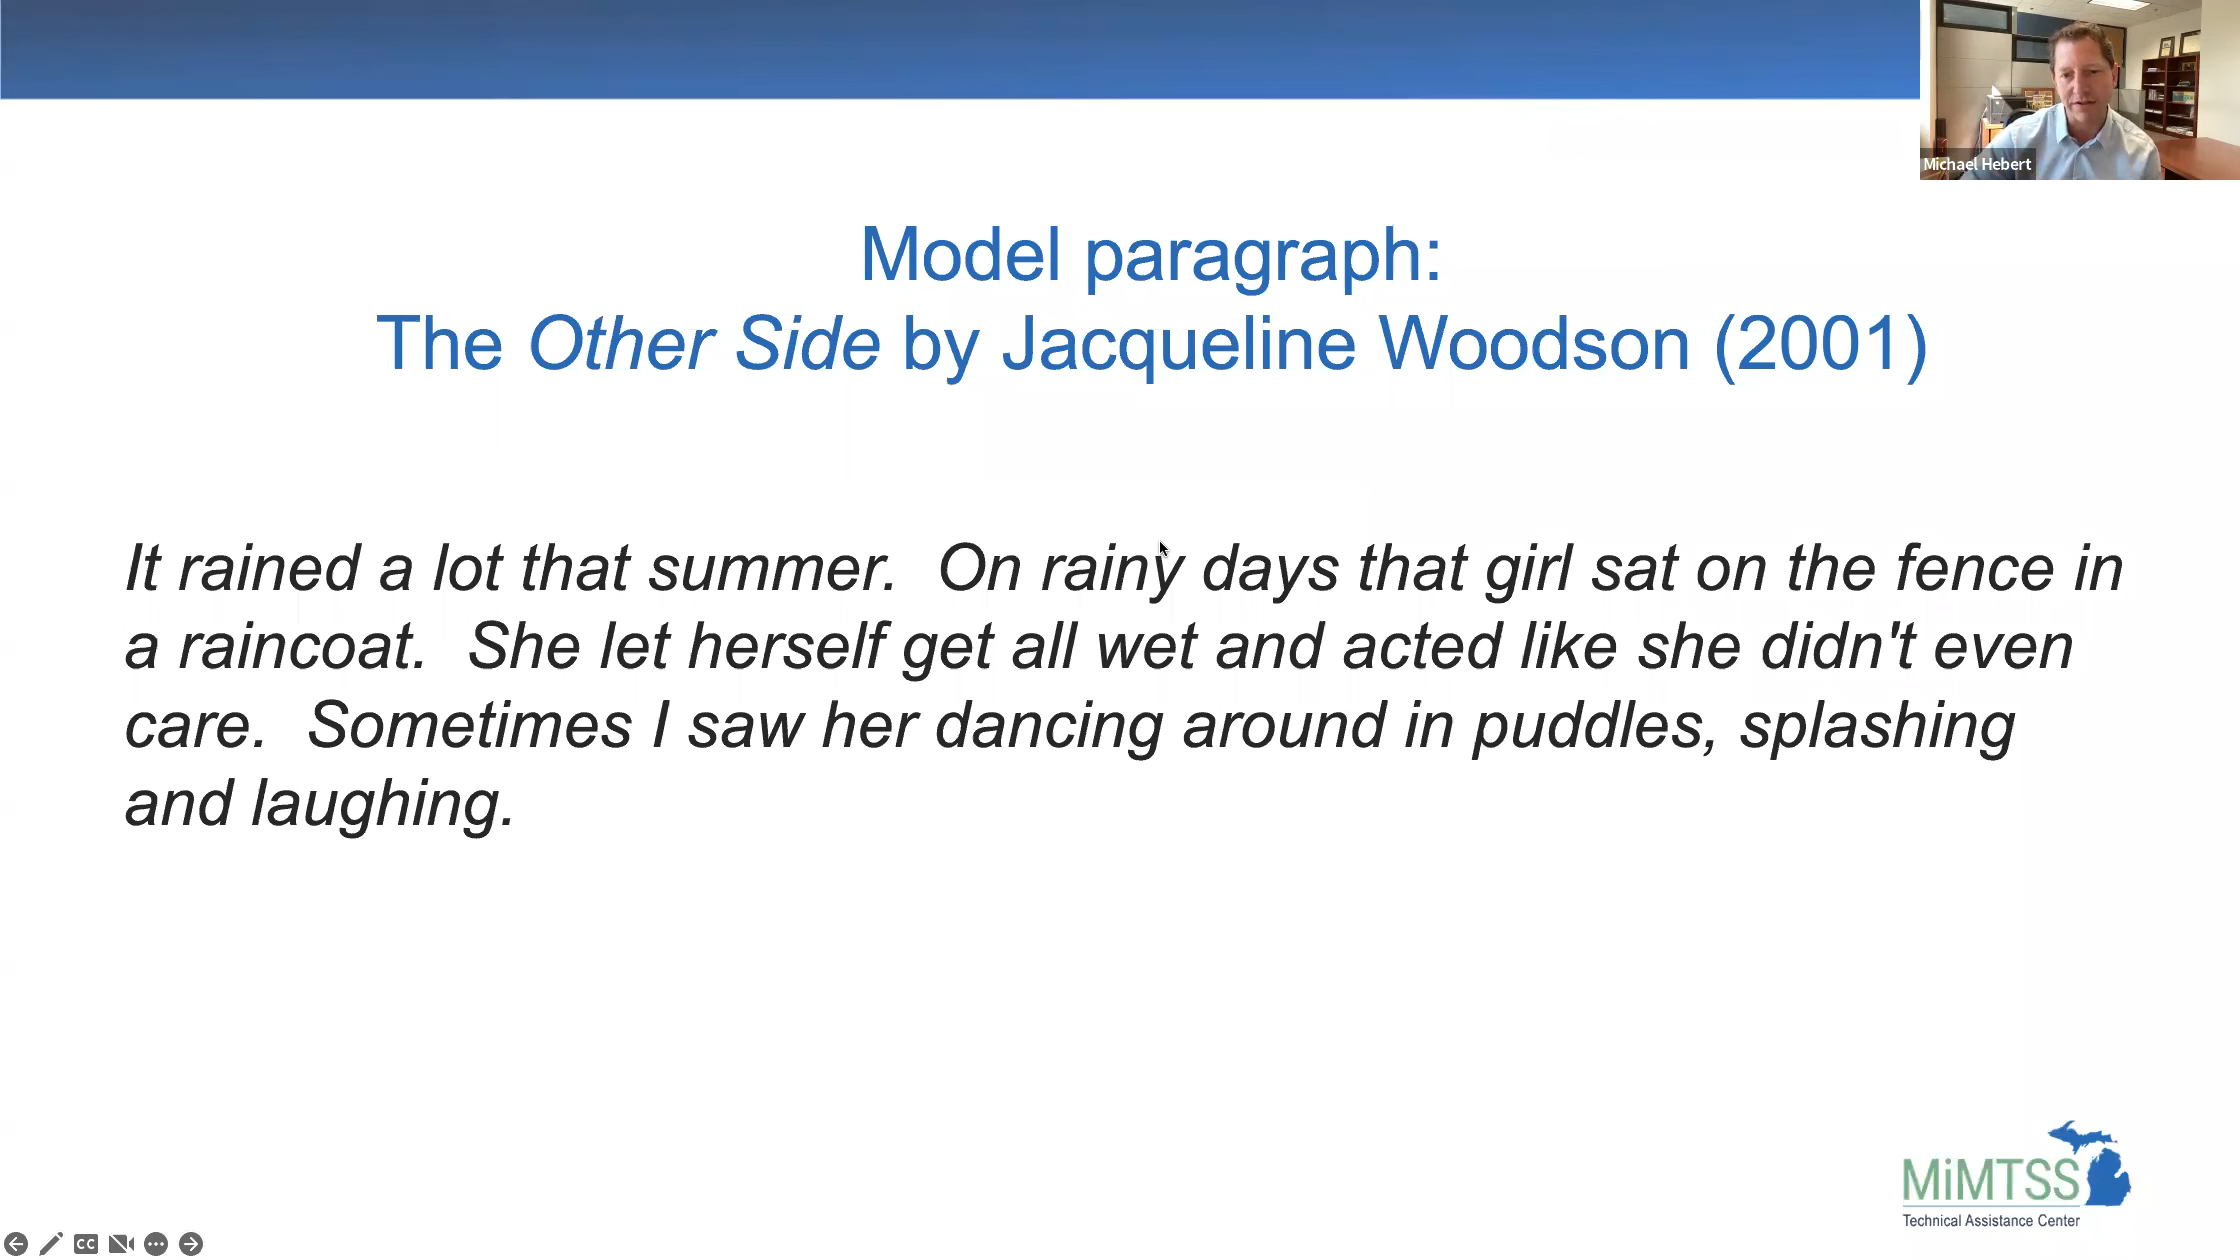 Michael Hebert
Model paragraph:
The Other Side by Jacqueline Woodson (2001)
It rained a lot that summer.  On rainy days that girl sat on the fence in
a raincoat.  She let herself get all wet and acted like she didn't even
care.  Sometimes I saw her dancing around in puddles, splashing
and laughing.
MiMTSS
Technical Assistance Center
CC